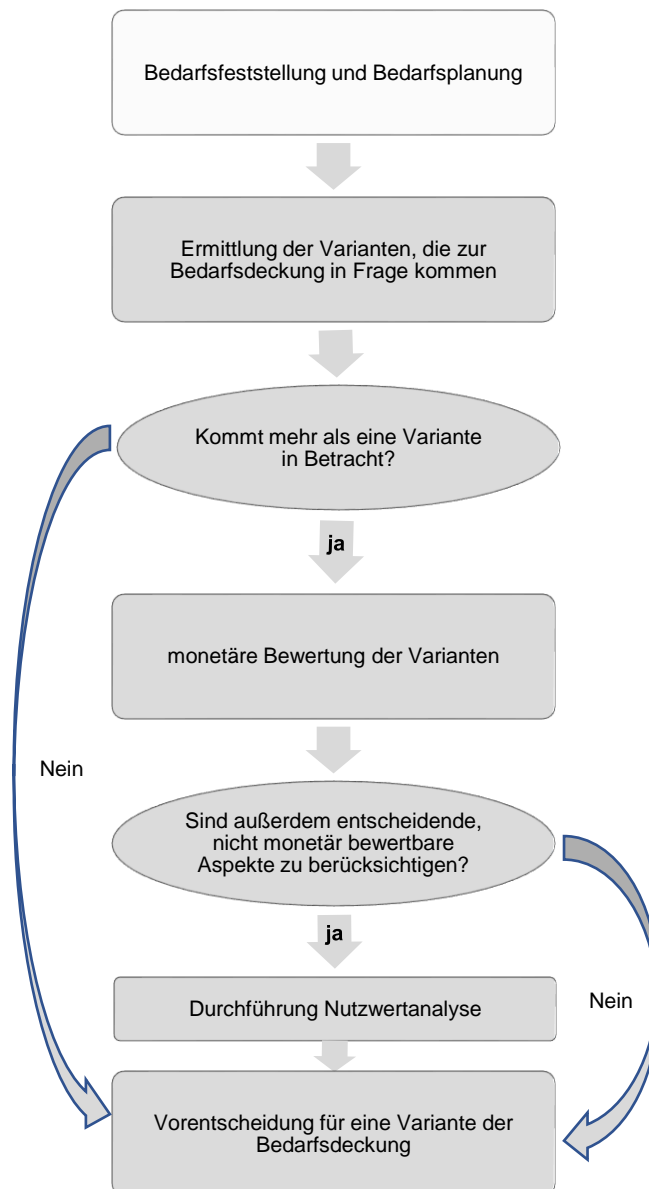 Bedarfsfeststellung und Bedarfsplanung
Ermittlung der Varianten, die zur
Bedarfsdeckung in Frage kommen
Kommt mehr als eine Variante
in Betracht?
ja
monetäre Bewertung der Varianten
Nein
Sind außerdem entscheidende,
nicht monetär bewertbare
Aspekte zu berücksichtigen?
ja
Durchführung Nutzwertanalyse
Nein
Vorentscheidung für eine Variante der
Bedarfsdeckung